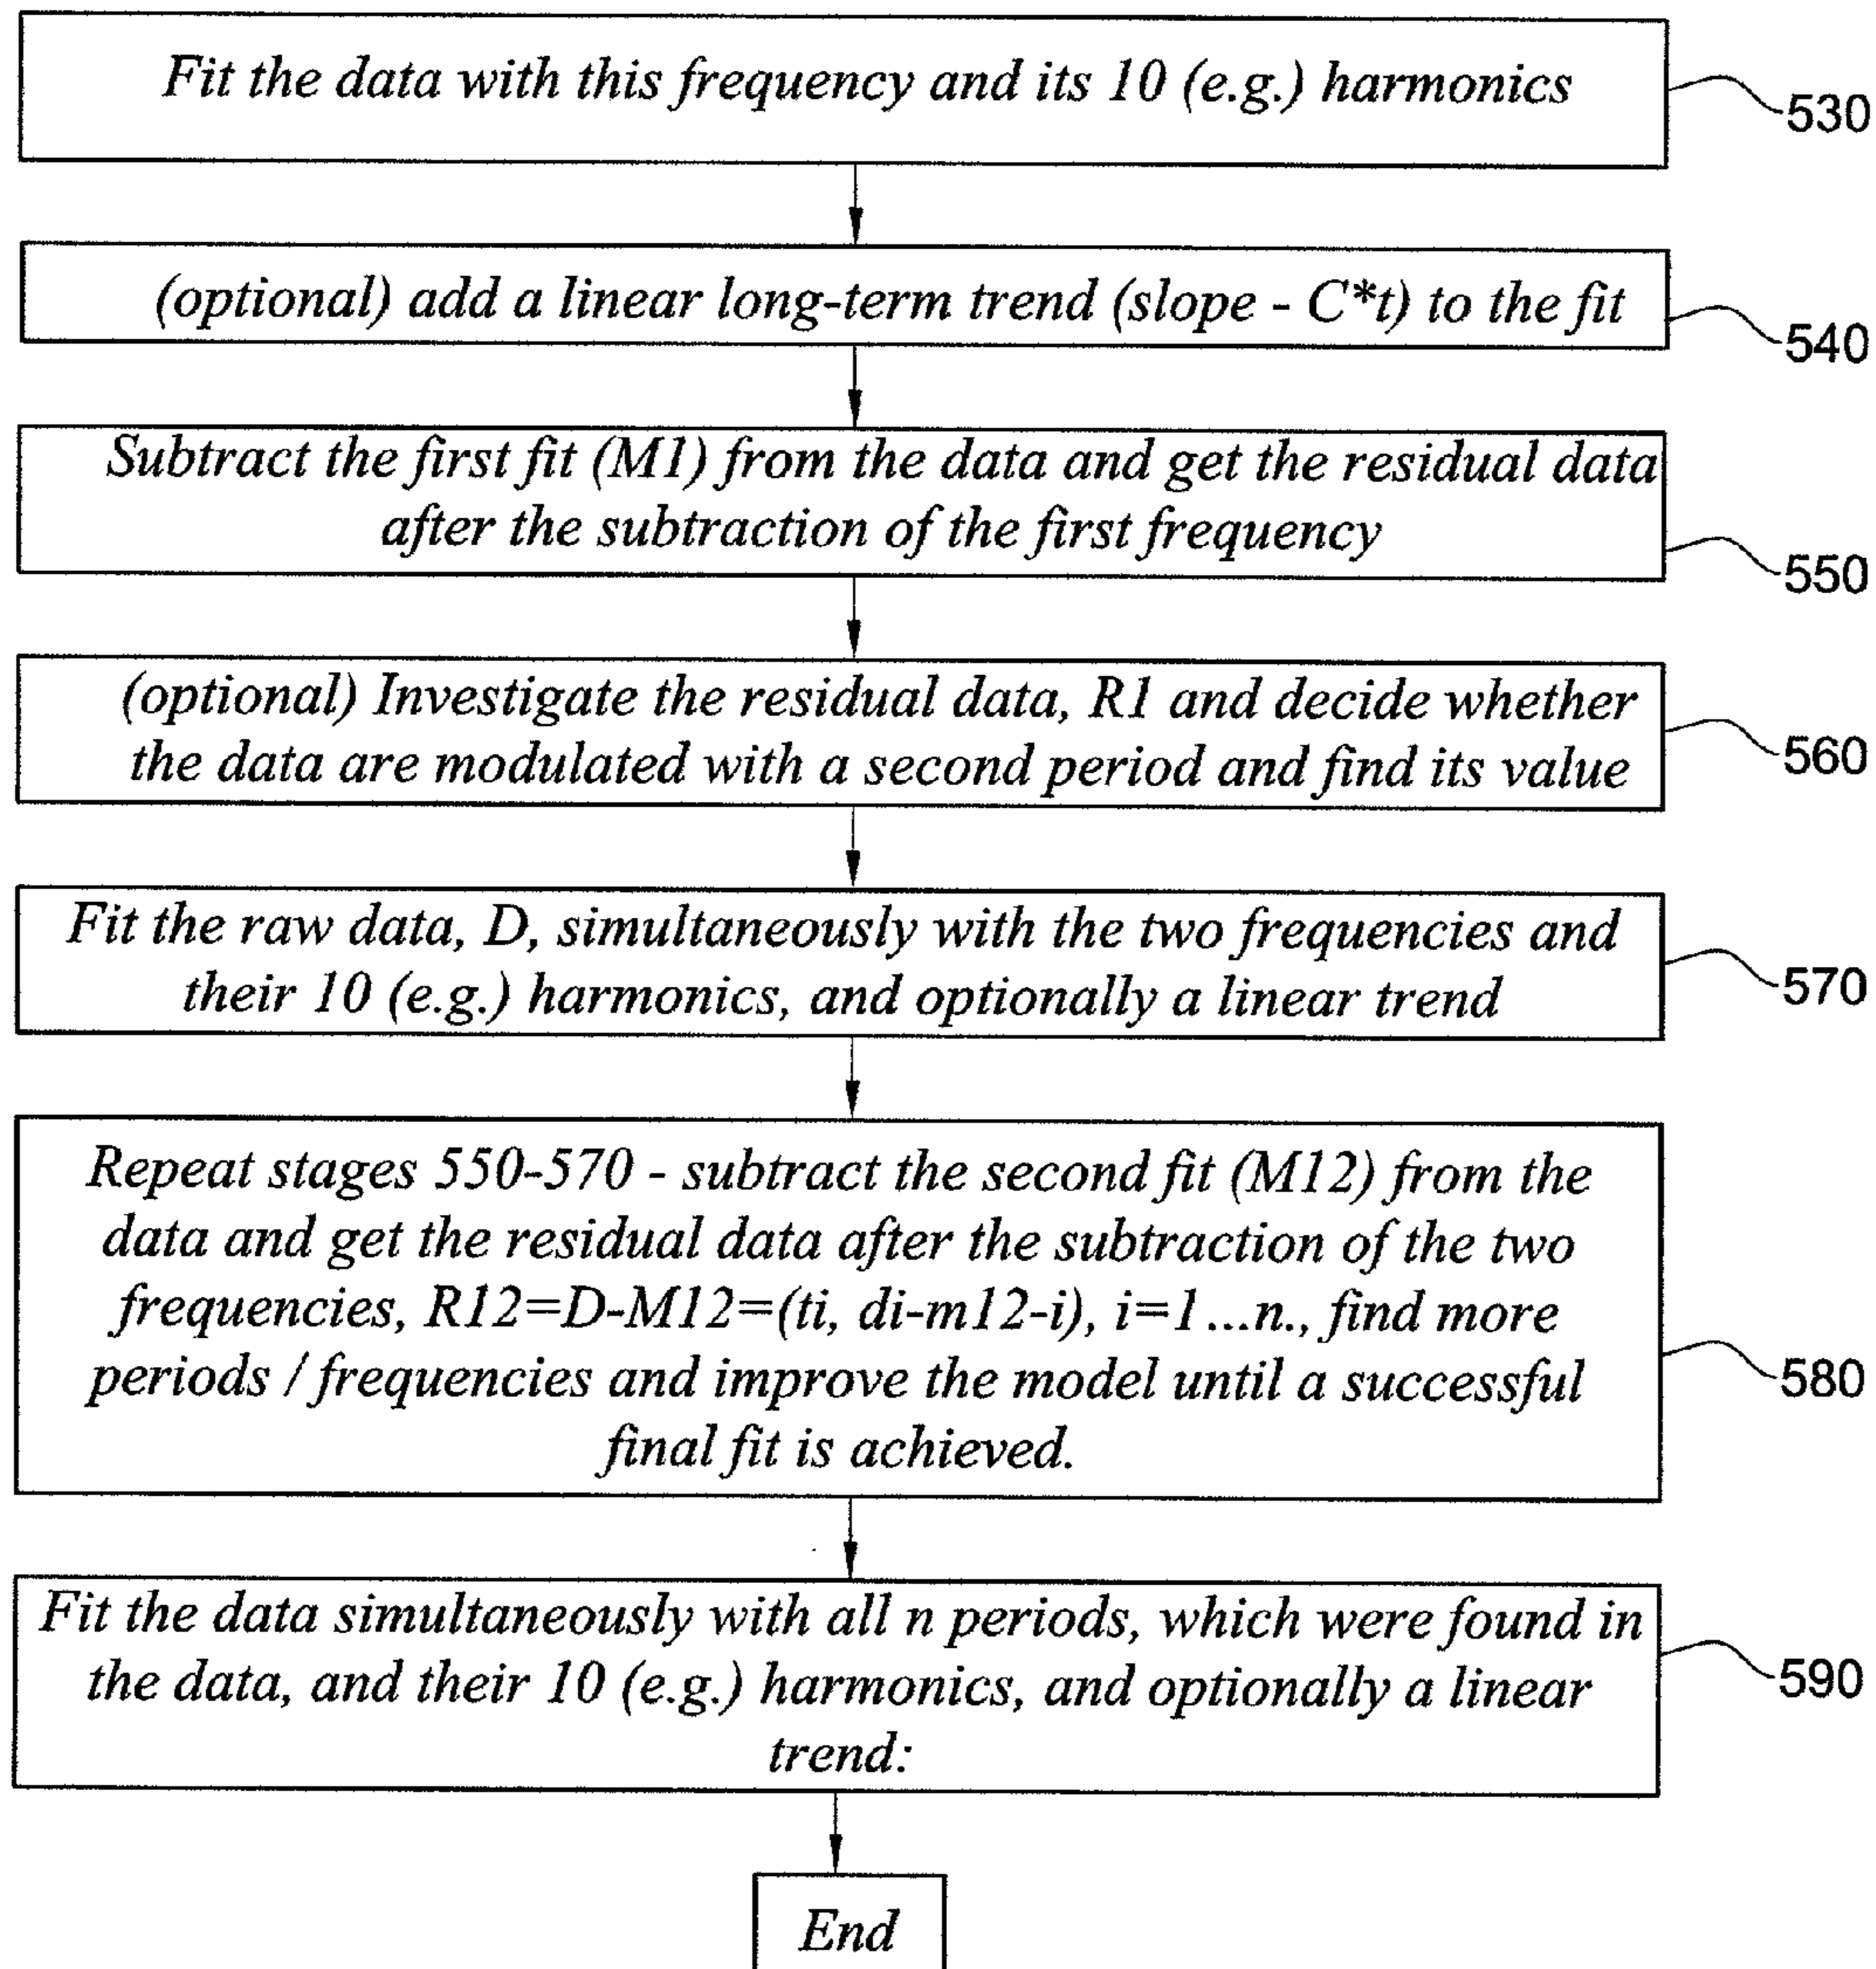 Fit the data with this frequency and its 10 (e.g.) harmonics
530
(optional) add a linear long-term trend (slope - C*t) to the fit
540
Subtract the first fit (M1) from the data and get the residual data
after the subtraction of the first frequency
550
(optional) Investigate the residual data, R1 and decide whether
the data are modulated with a second period and find its value
560
Fit the raw data, D, simultaneously with the two frequencies and
their 10 (e.g.) harmonics, and optionally a linear trend
570
Repeat stages 550-570 - subtract the second fit (M12) from the
data and get the residual data after the subtraction of the two
frequencies, R12=D-M12=(ti, di-m12-i), i=1...n., find more
periods / frequencies and improve the model until a successful
final fit is achieved.
580
Fit the data simultaneously with all n periods, which were found in
the data, and their 10 (e.g.) harmonics, and optionally a linear
trend:
590
End